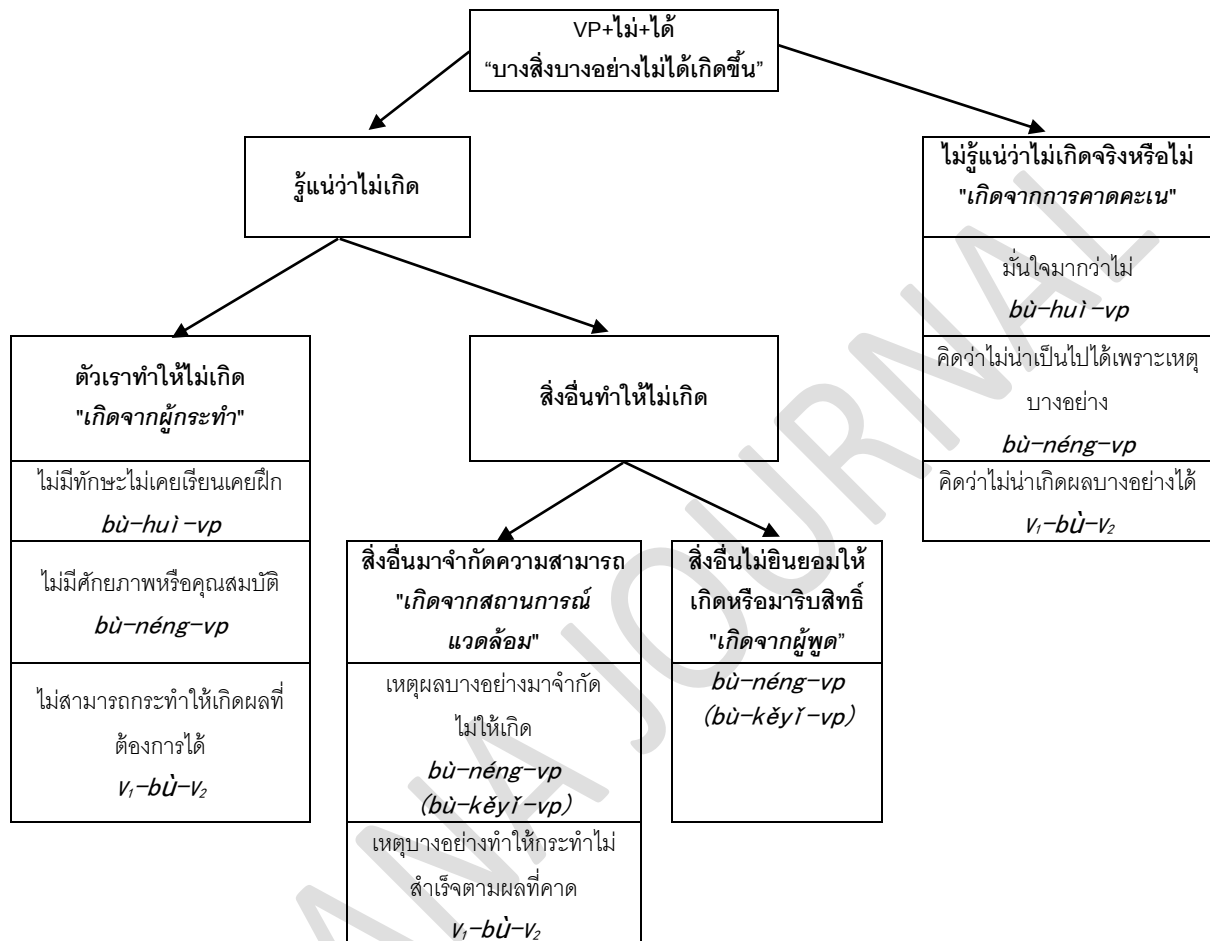 VP+ไม่+ได้
“บางสิ่งบางอย่างไม่ได้เกิดขึ้น”
รู้แน่ว่าไม่เกิด
ไม่รู้แน่ว่าไม่เกิดจริงหรือไม่
"เกิดจากการคาดคะเน"
มั่นใจมากว่าไม่
bù-huì-vp
คิดว่าไม่น่าเป็นไปได้เพราะเหตุ
บางอย่าง
bù-néng-vp
คิดว่าไม่น่าเกิดผลบางอย่างได้
V₁-bù-V₂
ตัวเราทำให้ไม่เกิด
"เกิดจากผู้กระทำ"
ไม่มีทักษะไม่เคยเรียนเคยฝึก
bù-huì-vp
ไม่มีศักยภาพหรือคุณสมบัติ
bù-néng-vp
ไม่สามารถกระทำให้เกิดผลที่
ต้องการได้
V₁-bù-V₂
สิ่งอื่นทำให้ไม่เกิด
สิ่งอื่นมาจำกัดความสามารถ
"เกิดจากสถานการณ์
แวดล้อม"
เหตุผลบางอย่างมาจำกัด
ไม่ให้เกิด
bù-néng-vp
(bù-kěyǐ-vp)
เหตุบางอย่างทำให้กระทำไม่
สำเร็จตามผลที่คาด
V₁-bù-V₂
สิ่งอื่นไม่ยินยอมให้
เกิดหรือมาริบสิทธิ์
"เกิดจากผู้พูด”
bù-néng-vp
(bù-kěyǐ-vp)
ANA JOURNAL